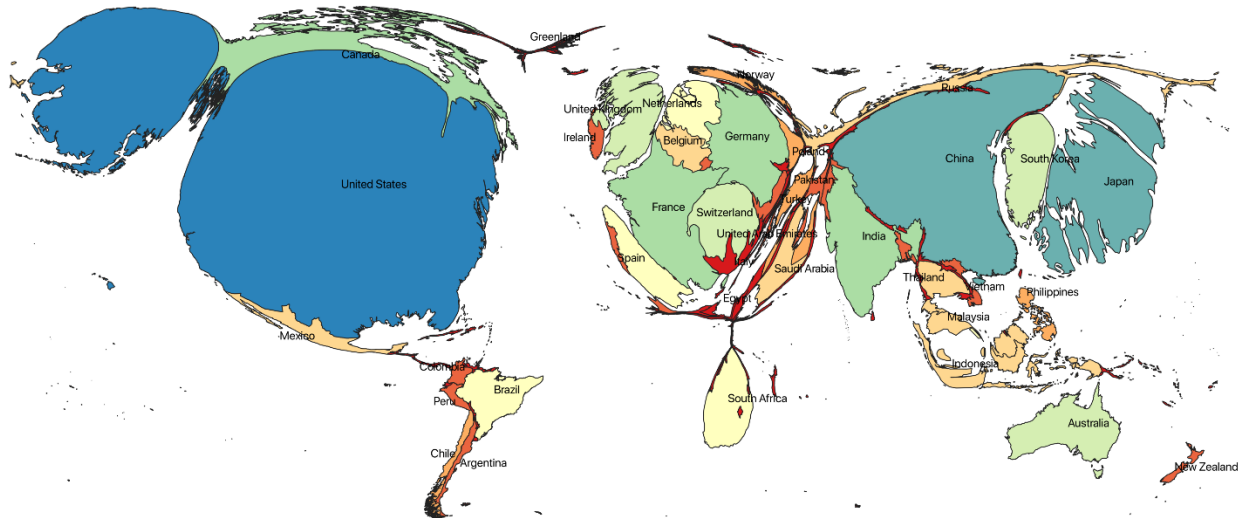 Greenland
Canada
Norway
Russia
United Kingdom
Netherlands
Ireland
Belgium
Germany
Poland
China
South Korea
Japan
United States
Pakistan
Turkey
France
Switzerland
United Arab Emirates
India
Spain
Italy
Saudi Arabia
Thailand
Vietnam
Egypt
Philippines
Mexico
Malaysia
Colombia
Indonesia
Brazil
Peru
South Africa
Australia
Chile
Argentina
New Zealand